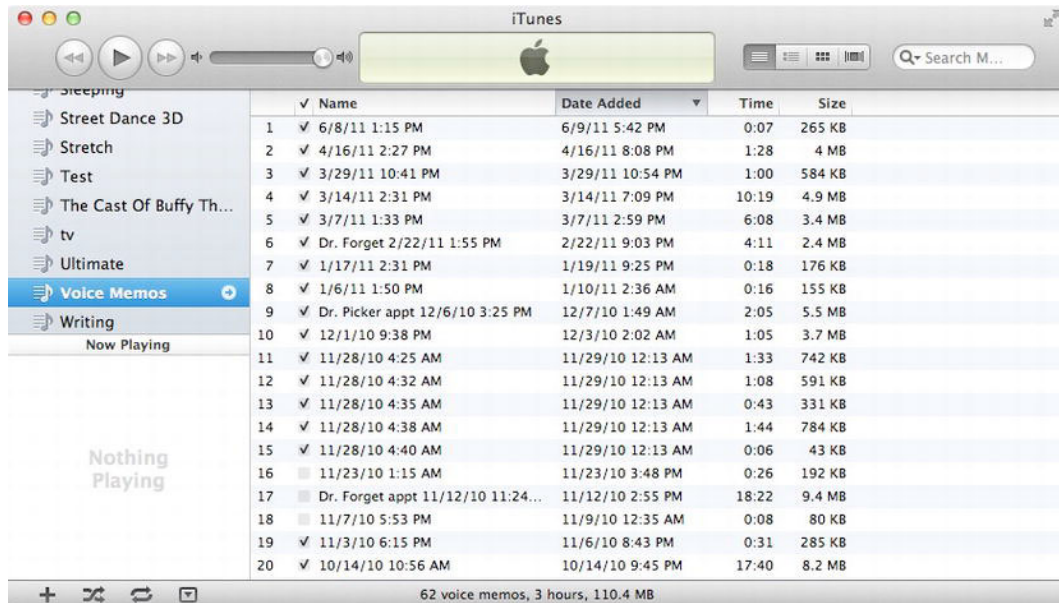 iTunes
Search M...
Sleeping
Street Dance 3D
Stretch
Test
The Cast Of Buffy Th...
tv
Ultimate
Voice Memos
Writing
Now Playing
Nothing
Playing
✓ Name Date Added ▼ Time Size
1 ✓ 6/8/11 1:15 PM 6/9/11 5:42 PM 0:07 265 KB
2 ✓ 4/16/11 2:27 PM 4/16/11 8:08 PM 1:28 4 MB
3 ✓ 3/29/11 10:41 PM 3/29/11 10:54 PM 1:00 584 KB
4 ✓ 3/14/11 2:31 PM 3/14/11 7:09 PM 10:19 4.9 MB
5 ✓ 3/7/11 1:33 PM 3/7/11 2:59 PM 6:08 3.4 MB
6 ✓ Dr. Forget 2/22/11 1:55 PM 2/22/11 9:03 PM 4:11 2.4 MB
7 ✓ 1/17/11 2:31 PM 1/19/11 9:25 PM 0:18 176 KB
8 ✓ 1/6/11 1:50 PM 1/10/11 2:36 AM 0:16 155 KB
9 ✓ Dr. Picker appt 12/6/10 3:25 PM 12/7/10 1:49 AM 2:05 5.5 MB
10 ✓ 12/1/10 9:38 PM 12/3/10 2:02 AM 1:05 3.7 MB
11 ✓ 11/28/10 4:25 AM 11/29/10 12:13 AM 1:33 742 KB
12 ✓ 11/28/10 4:32 AM 11/29/10 12:13 AM 1:08 591 KB
13 ✓ 11/28/10 4:35 AM 11/29/10 12:13 AM 0:43 331 KB
14 ✓ 11/28/10 4:38 AM 11/29/10 12:13 AM 1:44 784 KB
15 ✓ 11/28/10 4:40 AM 11/29/10 12:13 AM 0:06 43 KB
16 11/23/10 1:15 AM 11/23/10 3:48 PM 0:26 192 KB
17 Dr. Forget appt 11/12/10 11:24... 11/12/10 2:55 PM 18:22 9.4 MB
18 11/7/10 5:53 PM 11/9/10 12:35 AM 0:08 80 KB
19 ✓ 11/3/10 6:15 PM 11/6/10 8:43 PM 0:31 285 KB
20 ✓ 10/14/10 10:56 AM 10/14/10 9:45 PM 17:40 8.2 MB
62 voice memos, 3 hours, 110.4 MB